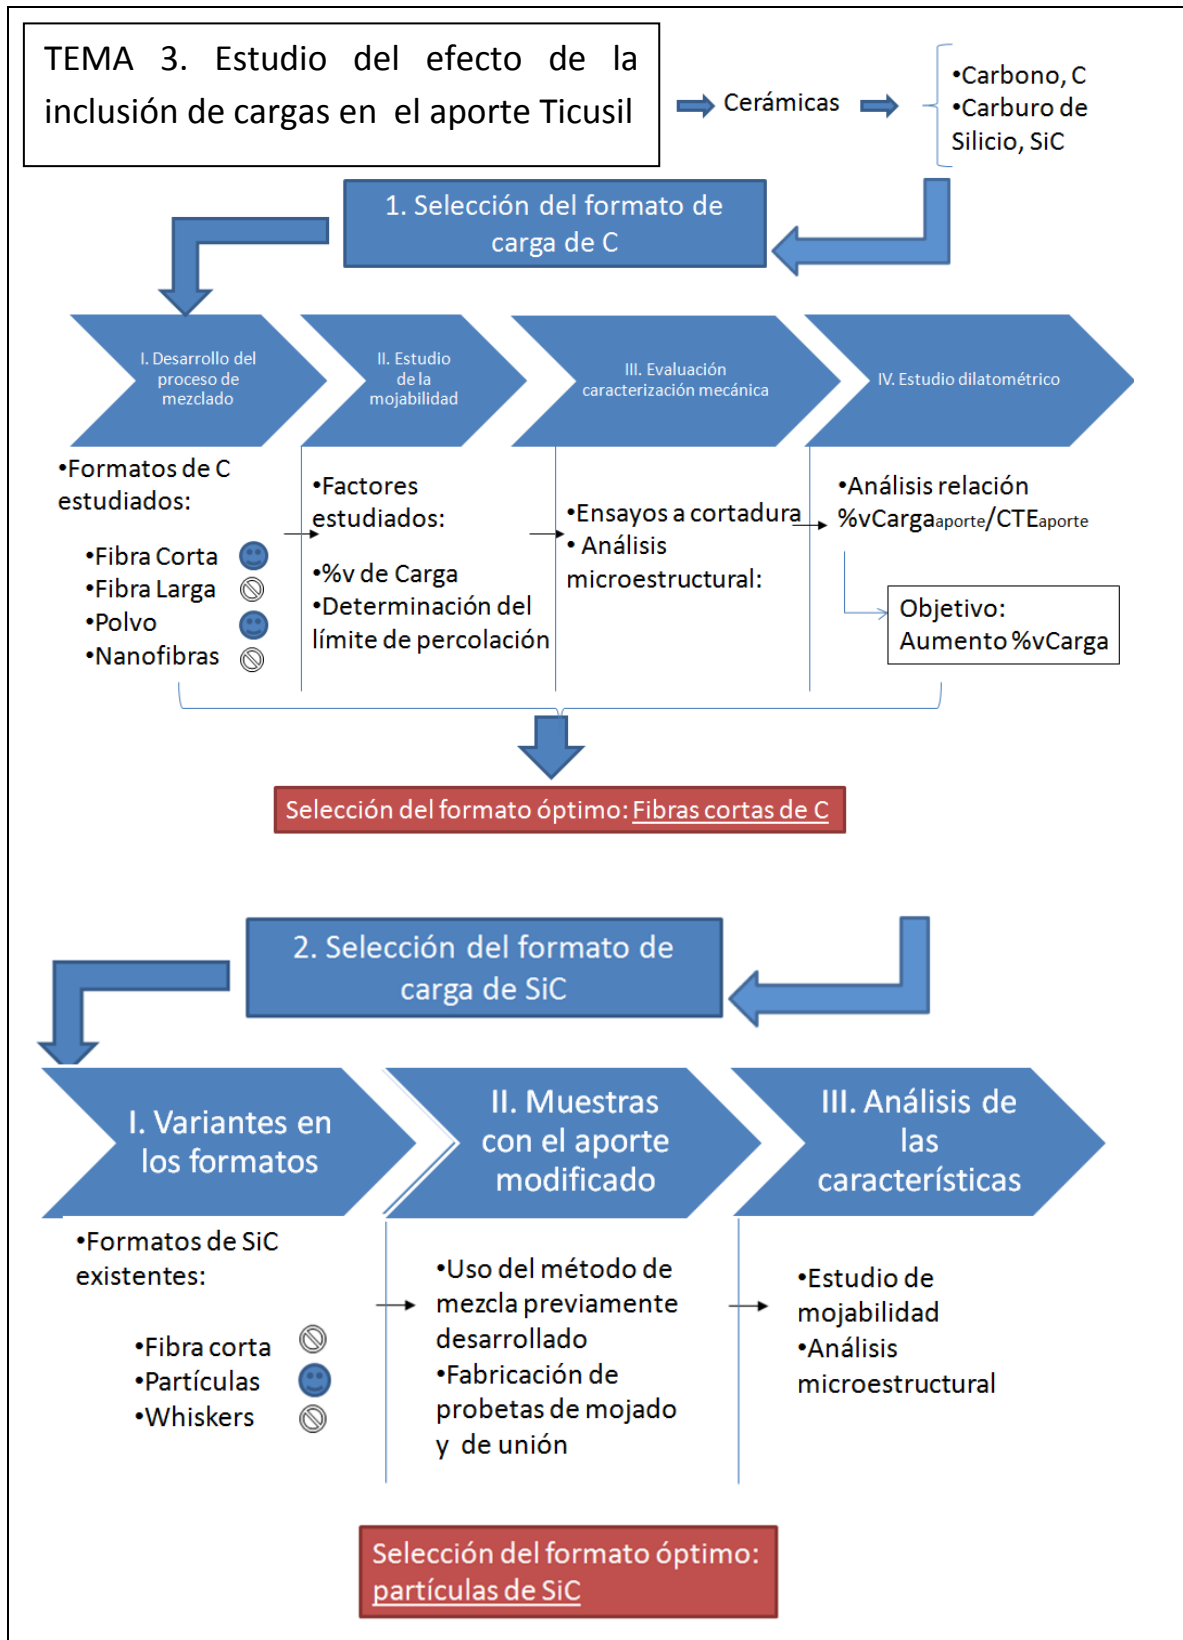 TEMA 3. Estudio del efecto de la
inclusión de cargas en el aporte Ticusil
Cerámicas
•Carbono, C
•Carburo de
Silicio, SiC
1. Selección del formato de
carga de C
I. Desarrollo del
proceso de
mezclado
II. Estudio
de la
mojabilidad
III. Evaluación
caracterización mecánica
IV. Estudio dilatométrico
•Formatos de C
estudiados:
•Fibra Corta
•Fibra Larga
•Polvo
•Nanofibras
•Factores
estudiados:
•%v de Carga
•Determinación del
límite de percolación
•Ensayos a cortadura
• Análisis
microestructural:
•Análisis relación
%vCargaaporte/CTEaporte
Objetivo:
Aumento %vCarga
Selección del formato óptimo: Fibras cortas de C
2. Selección del formato de
carga de SiC
I. Variantes en
los formatos
II. Muestras
con el aporte
modificado
III. Análisis de
las
características
•Formatos de SiC
existentes:
•Fibra corta
•Partículas
•Whiskers
•Uso del método de
mezcla previamente
desarrollado
•Fabricación de
probetas de mojado
y de unión
•Estudio de
mojabilidad
•Análisis
microestructural
Selección del formato óptimo:
partículas de SiC